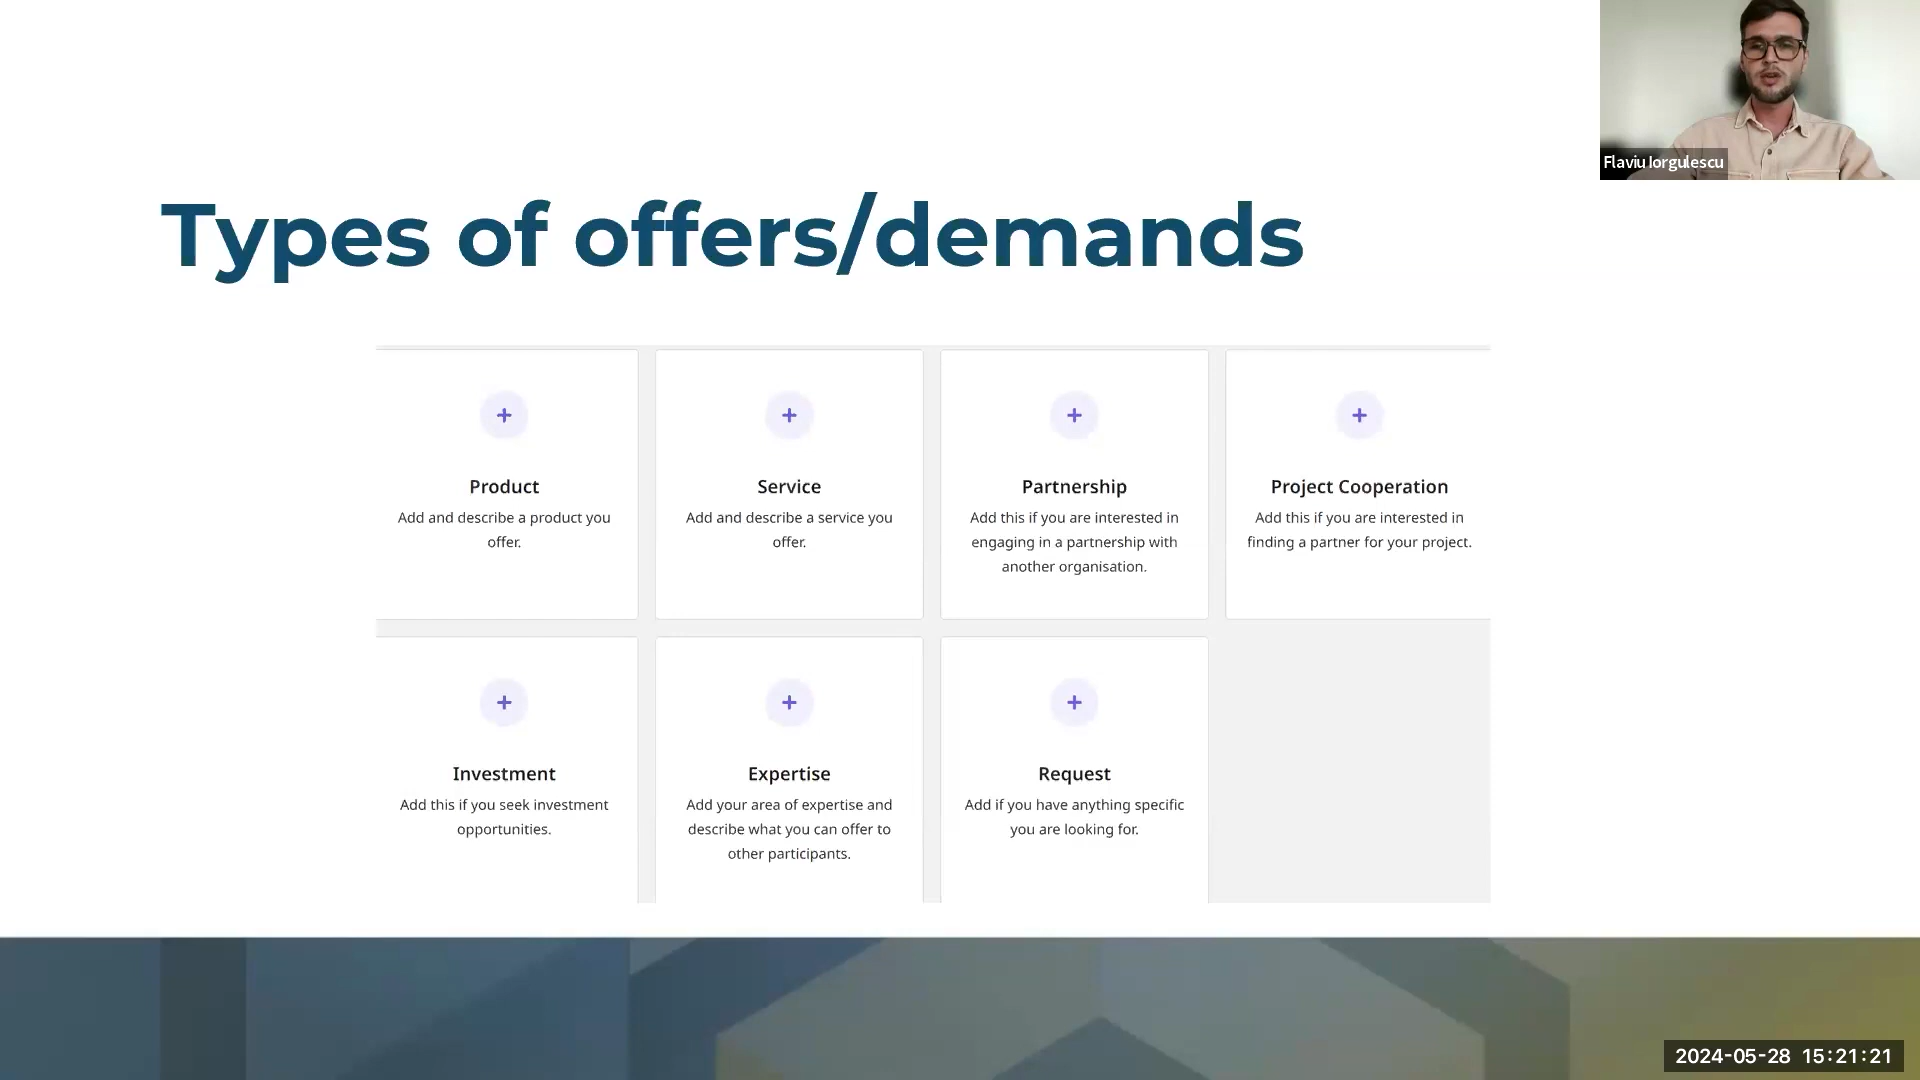 Flaviu Iorgulescu
Types of offers/demands
Product
Add and describe a product you
offer.
Service
Add and describe a service you
offer.
Partnership
Add this if you are interested in
engaging in a partnership with
another organisation.
Project Cooperation
Add this if you are interested in
finding a partner for your project.
Investment
Add this if you seek investment
opportunities.
Expertise
Add your area of expertise and
describe what you can offer to
other participants.
Request
Add if you have anything specific
you are looking for.
2024-05-28 15:21:21